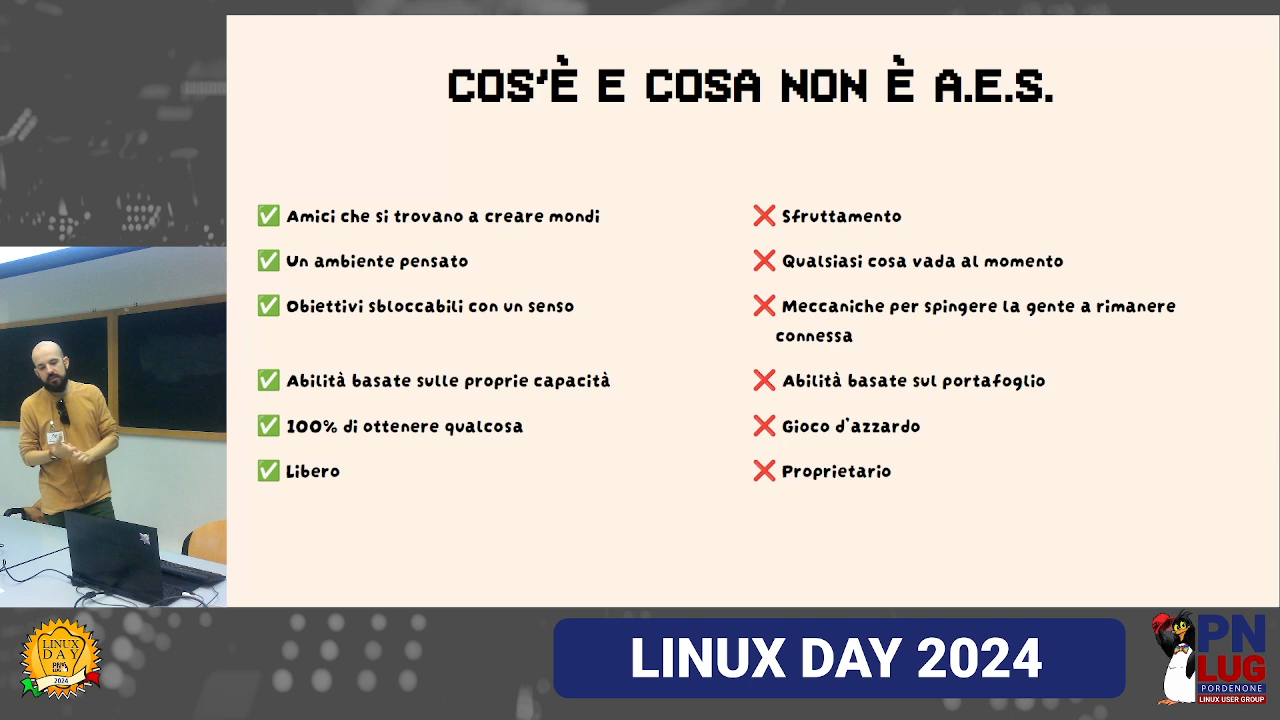 COS'È E COSA NON È A.E.S.
✅ Amici che si trovano a creare mondi
✅ Un ambiente pensato
✅ Obiettivi sbloccabili con un senso
✅ Abilità basate sulle proprie capacità
✅ 100% di ottenere qualcosa
✅ Libero
❌ Sfruttamento
❌ Qualsiasi cosa vada al momento
❌ Meccaniche per spingere la gente a rimanere
connessa
❌ Abilità basate sul portafoglio
❌ Gioco d'azzardo
❌ Proprietario
LINUX
DAY
2024
LINUX DAY 2024
PN
LUG
PORDENONE
LINUX USER GROUP